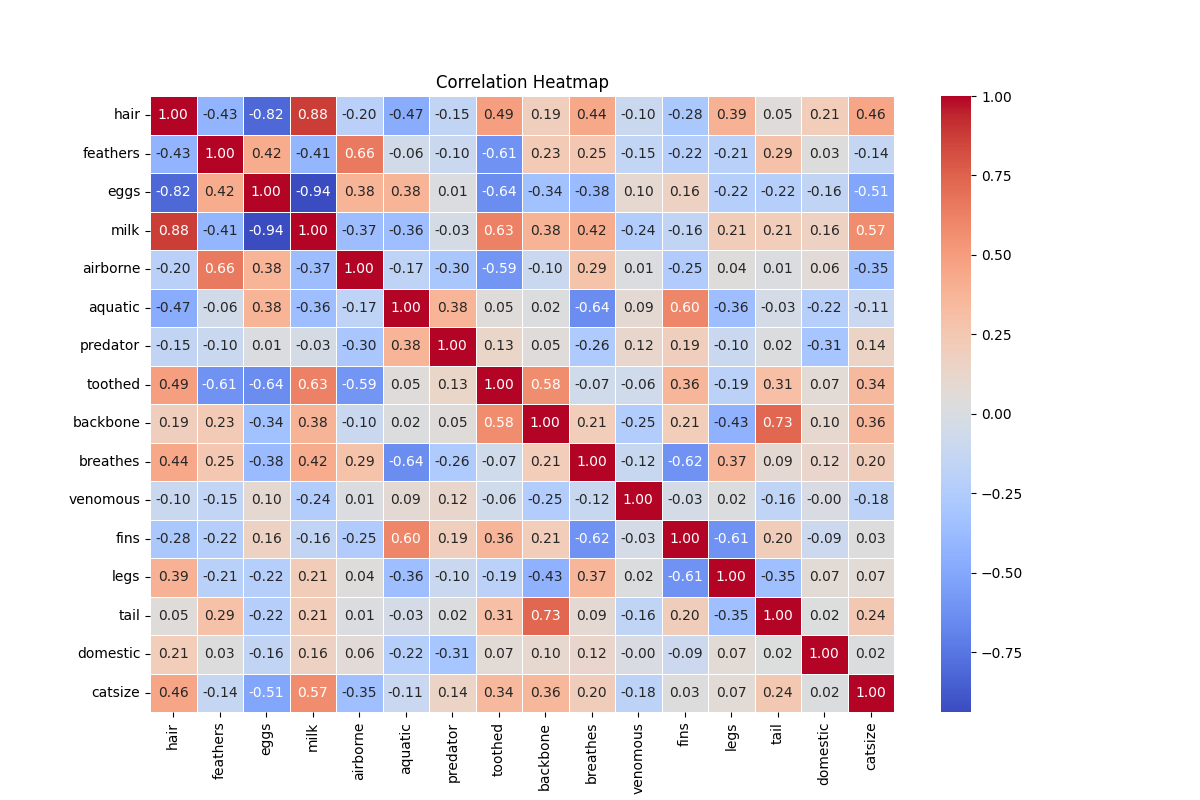 Correlation Heatmap
hair 1.00 -0.43 -0.82 0.88 -0.20 -0.47 -0.15 0.49 0.19 0.44 -0.10 -0.28 0.39 0.05 0.21 0.46
feathers -0.43 1.00 0.42 -0.41 0.66 -0.06 -0.10 -0.61 0.23 0.25 -0.15 -0.22 -0.21 0.29 0.03 -0.14
eggs -0.82 0.42 1.00 -0.94 0.38 0.38 0.01 -0.64 -0.34 -0.38 0.10 0.16 -0.22 -0.22 -0.16 -0.51
milk 0.88 -0.41 -0.94 1.00 -0.37 -0.36 -0.03 0.63 0.38 0.42 -0.24 -0.16 0.21 0.21 0.16 0.57
airborne -0.20 0.66 0.38 -0.37 1.00 -0.17 -0.30 -0.59 -0.10 0.29 0.01 -0.25 0.04 0.01 0.06 -0.35
aquatic -0.47 -0.06 0.38 -0.36 -0.17 1.00 0.38 0.05 0.02 -0.64 0.09 0.60 -0.36 -0.03 -0.22 -0.11
predator -0.15 -0.10 0.01 -0.03 -0.30 0.38 1.00 0.13 0.05 -0.26 0.12 0.19 -0.10 0.02 -0.31 0.14
toothed 0.49 -0.61 -0.64 0.63 -0.59 0.05 0.13 1.00 0.58 -0.07 -0.06 0.36 -0.19 0.31 0.07 0.34
backbone 0.19 0.23 -0.34 0.38 -0.10 0.02 0.05 0.58 1.00 0.21 -0.25 0.21 -0.43 0.73 0.10 0.36
breathes 0.44 0.25 -0.38 0.42 0.29 -0.64 -0.26 -0.07 0.21 1.00 -0.12 -0.62 0.37 0.09 0.12 0.20
venomous -0.10 -0.15 0.10 -0.24 0.01 0.09 0.12 -0.06 -0.25 -0.12 1.00 -0.03 0.02 -0.16 -0.00 -0.18
fins -0.28 -0.22 0.16 -0.16 -0.25 0.60 0.19 0.36 0.21 -0.62 -0.03 1.00 -0.61 0.20 -0.09 0.03
legs 0.39 -0.21 -0.22 0.21 0.04 -0.36 -0.10 -0.19 -0.43 0.37 0.02 -0.61 1.00 -0.35 0.07 0.07
tail 0.05 0.29 -0.22 0.21 0.01 -0.03 0.02 0.31 0.73 0.09 -0.16 0.20 -0.35 1.00 0.02 0.24
domestic 0.21 0.03 -0.16 0.16 0.06 -0.22 -0.31 0.07 0.10 0.12 -0.00 -0.09 0.07 0.02 1.00 0.02
catsize 0.46 -0.14 -0.51 0.57 -0.35 -0.11 0.14 0.34 0.36 0.20 -0.18 0.03 0.07 0.24 0.02 1.00
hair feathers eggs milk airborne aquatic predator toothed backbone breathes venomous fins legs tail domestic catsize
1.00
0.75
0.50
0.25
0.00
−0.25
−0.50
−0.75